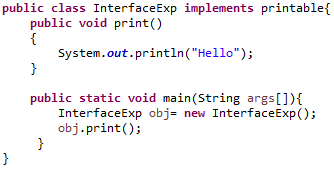 public class InterfaceExp implements printable{
public void print()
{
System.out.println("Hello");
}
public static void main(String args[]){
InterfaceExp obj= new InterfaceExp();
obj.print();
}
}